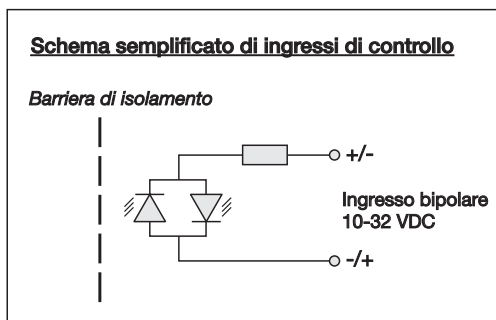 Schema semplificato di ingressi di controllo
Barriera di isolamento
+/-
Ingresso bipolare
10-32 VDC
-/+